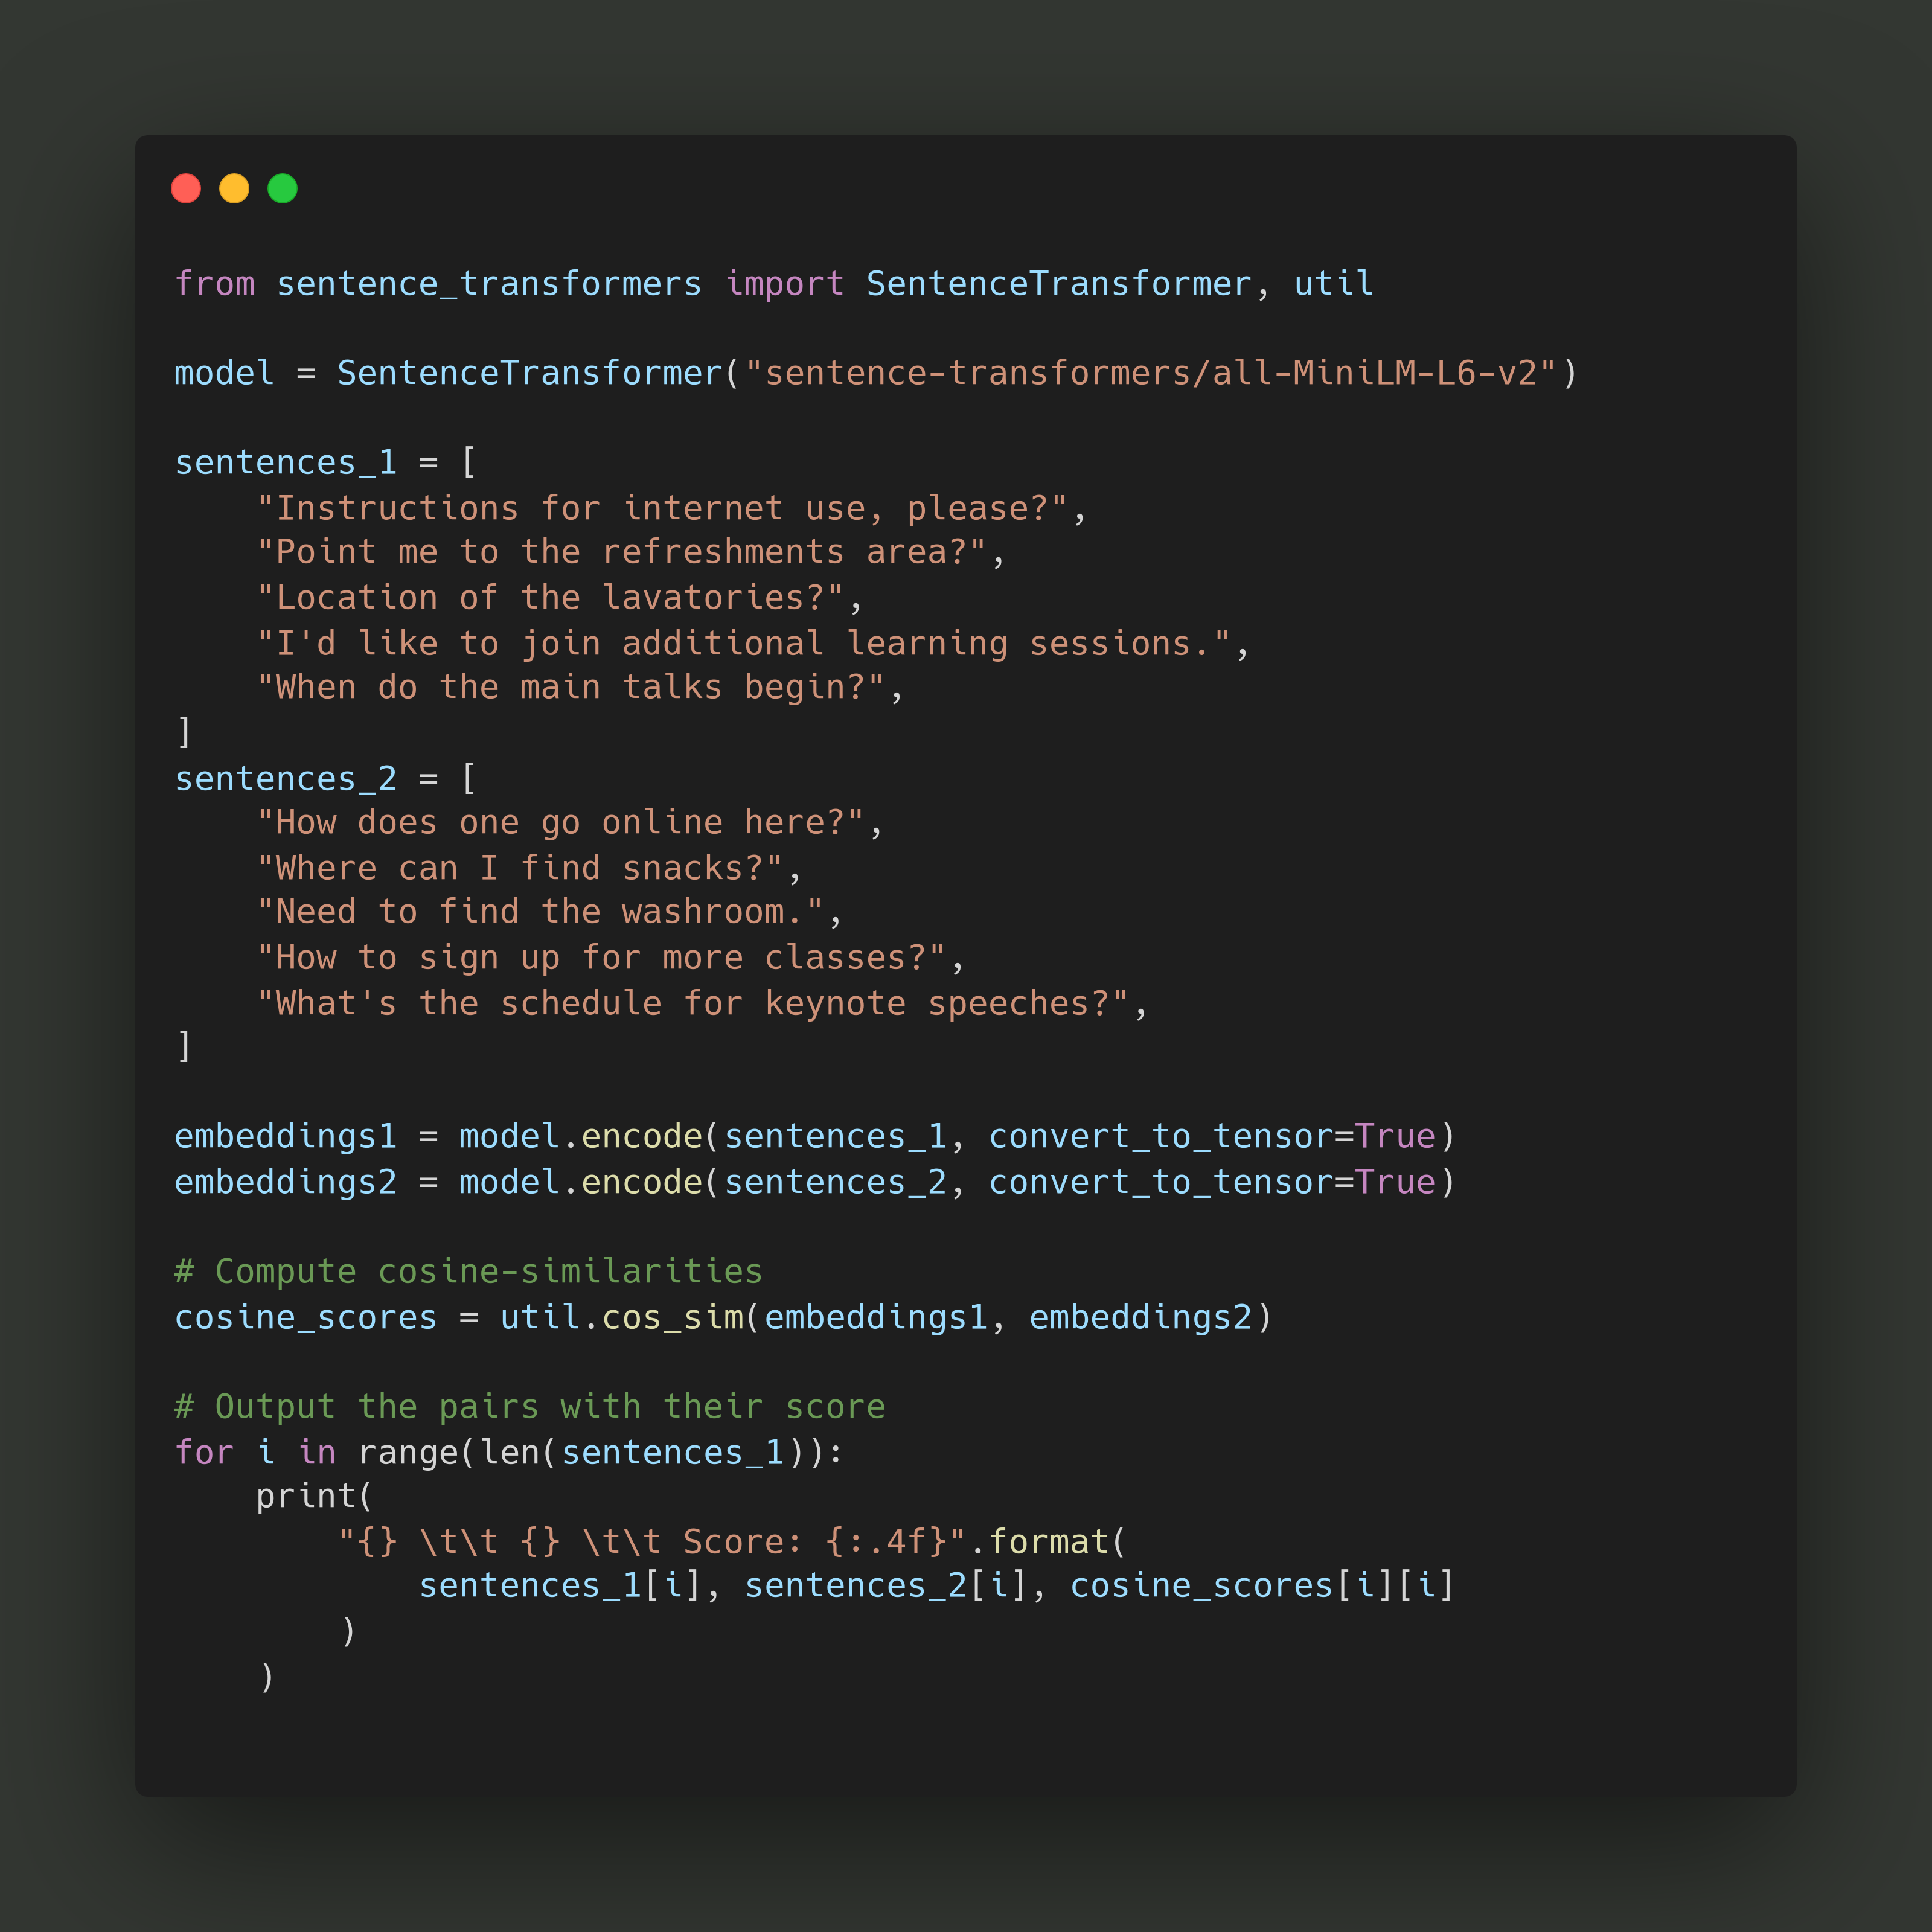 from sentence_transformers import SentenceTransformer, util

model = SentenceTransformer("sentence-transformers/all-MiniLM-L6-v2")

sentences_1 = [
    "Instructions for internet use, please?",
    "Point me to the refreshments area?",
    "Location of the lavatories?",
    "I'd like to join additional learning sessions.",
    "When do the main talks begin?",
]
sentences_2 = [
    "How does one go online here?",
    "Where can I find snacks?",
    "Need to find the washroom.",
    "How to sign up for more classes?",
    "What's the schedule for keynote speeches?",
]

embeddings1 = model.encode(sentences_1, convert_to_tensor=True)
embeddings2 = model.encode(sentences_2, convert_to_tensor=True)

# Compute cosine-similarities
cosine_scores = util.cos_sim(embeddings1, embeddings2)

# Output the pairs with their score
for i in range(len(sentences_1)):
    print(
        "{} \t\t {} \t\t Score: {:.4f}".format(
            sentences_1[i], sentences_2[i], cosine_scores[i][i]
        )
    )